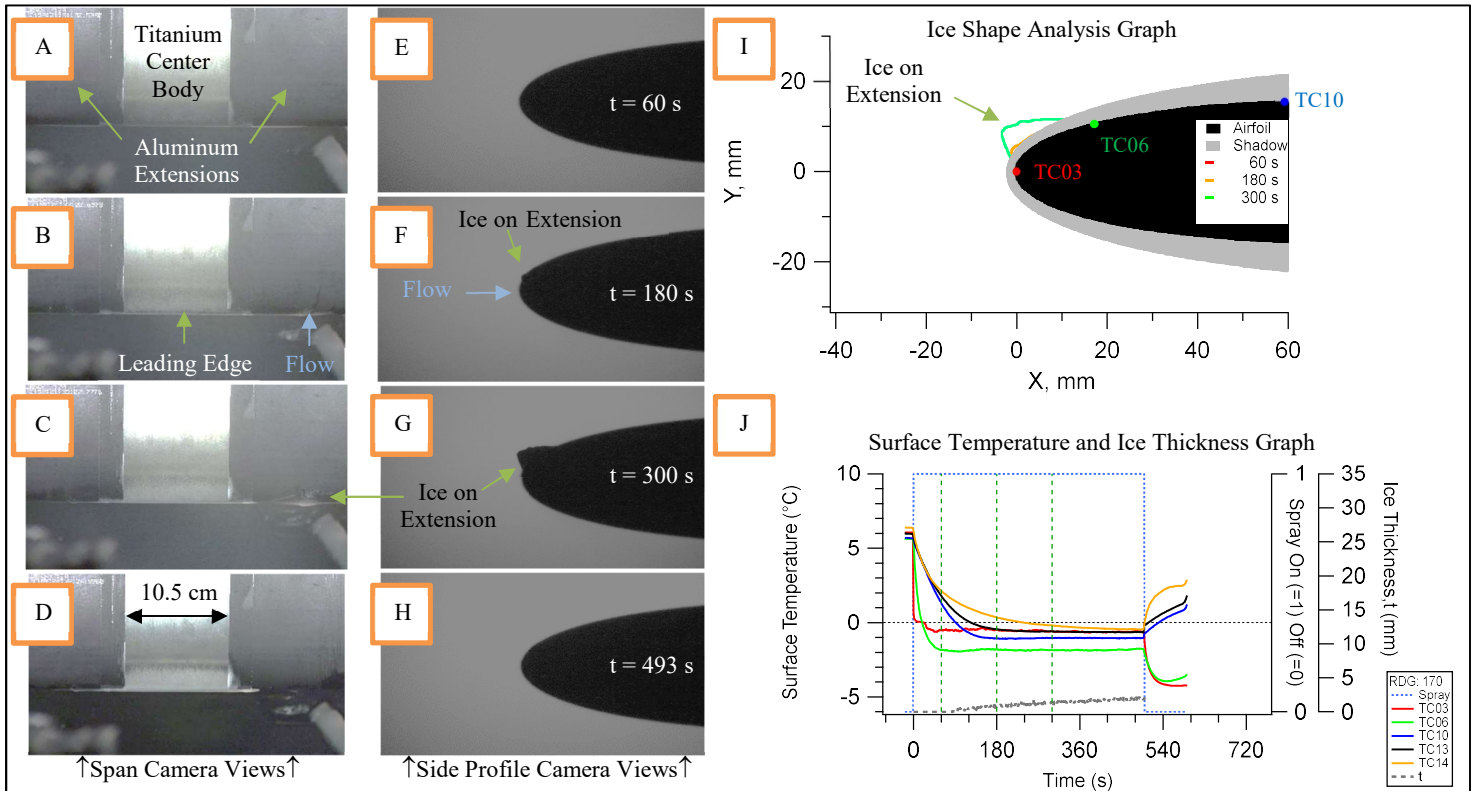 A
Titanium
Center
Body
Aluminum
Extensions
B
Leading Edge
Flow
C
D
10.5 cm
↑Span Camera Views↑
E
t = 60 s
F
Ice on Extension
Flow
t = 180 s
G
t = 300 s
Ice on
Extension
H
t = 493 s
↑Side Profile Camera Views↑
I
Ice Shape Analysis Graph
Ice on
Extension
TC10
TC06
TC03
Airfoil
Shadow
60 s
180 s
300 s
Y, mm
20
0
-20
-40
-20
0
20
40
60
X, mm
J
Surface Temperature and Ice Thickness Graph
Surface Temperature (°C)
10
5
0
-5
0
180
360
540
720
Time (s)
1
0
Spray On (=1) Off (=0)
35
30
25
20
15
10
5
0
Ice Thickness,t (mm)
RDG: 170
Spray
TC03
TC06
TC10
TC13
TC14
t